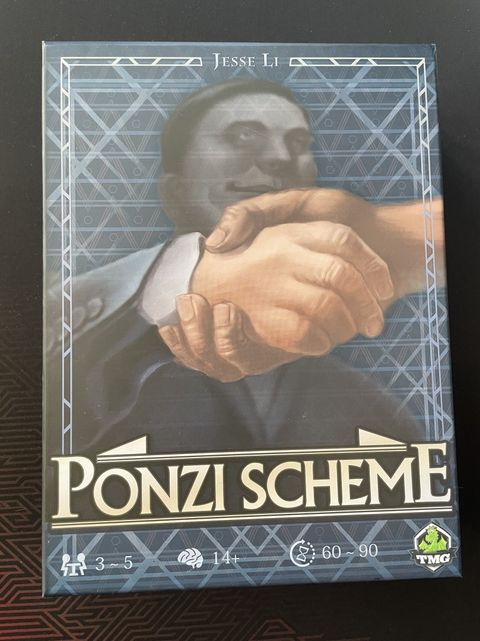 JESSE LI
PONZI SCHEME
3 ~ 5 14+ 60 ~ 90
TMG